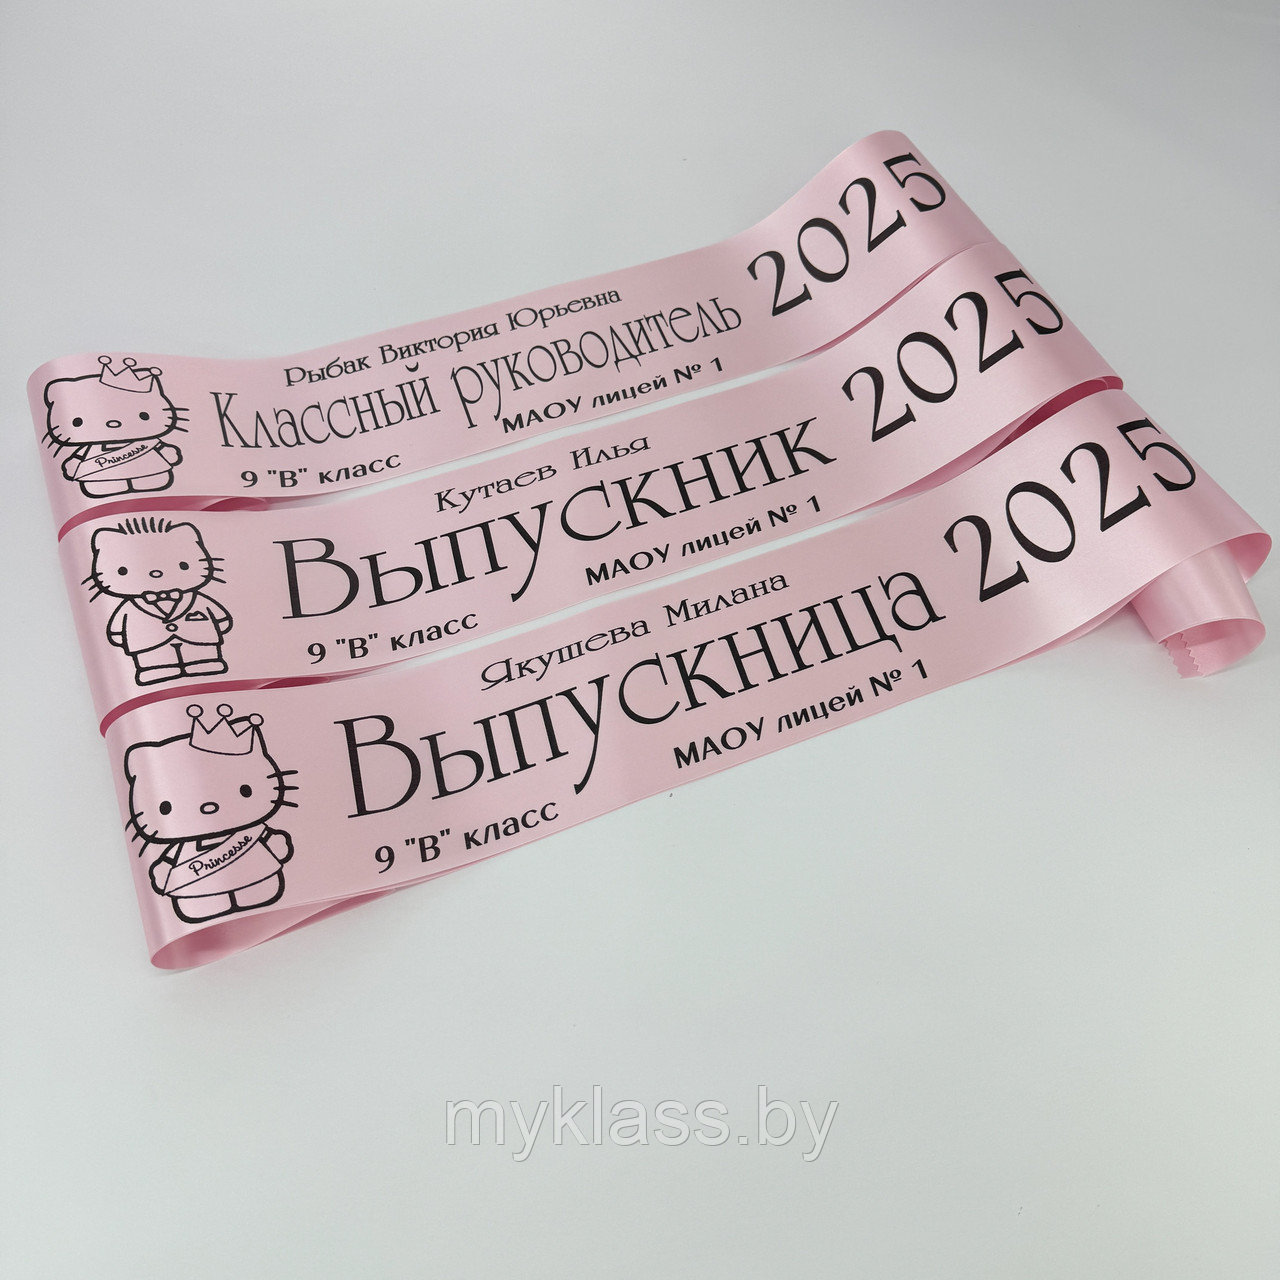 Рыбак Виктория Юрьевна
Классный руководитель
2025
9 "В" класс
МАОУ лицей № 1
Princesse
Кутаев Илья
Выпускник
2025
9 "В" класс
МАОУ лицей № 1
Якушева Милана
Выпускница
2025
9 "В" класс
МАОУ лицей № 1
Princesse
myklass.by